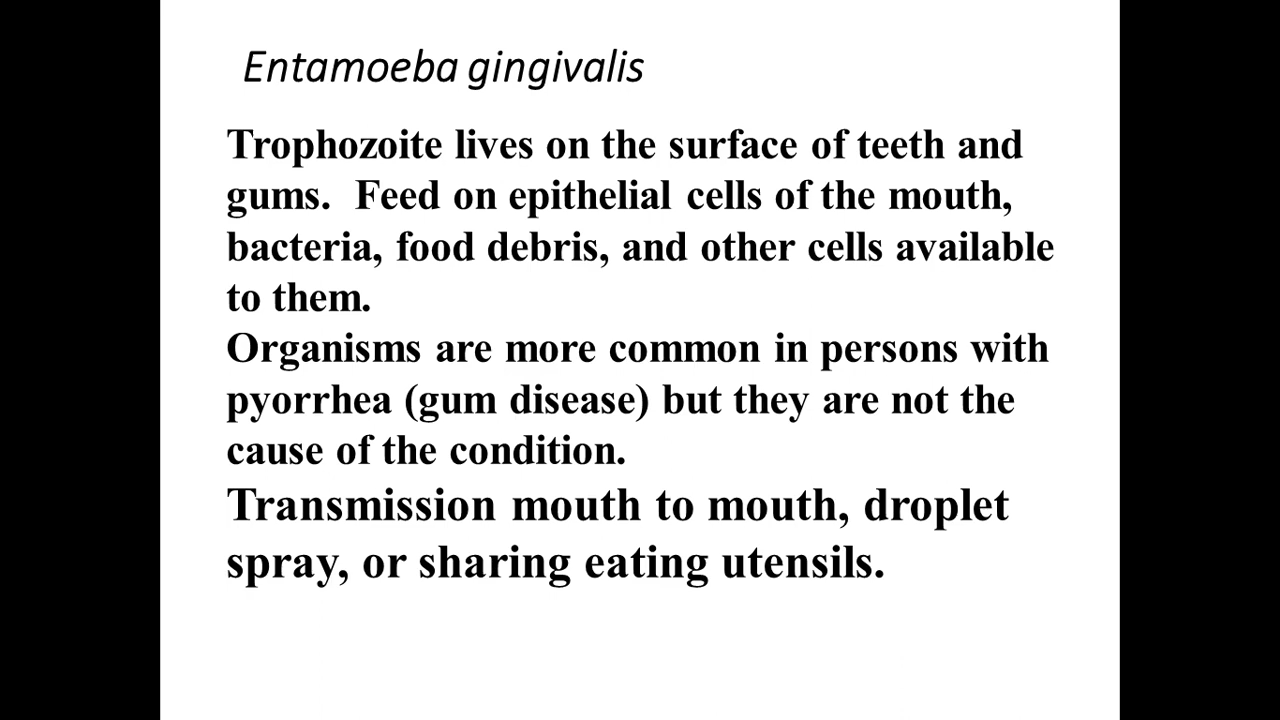 Entamoeba gingivalis
Trophozoite lives on the surface of teeth and
gums.  Feed on epithelial cells of the mouth,
bacteria, food debris, and other cells available
to them.
Organisms are more common in persons with
pyorrhea (gum disease) but they are not the
cause of the condition.
Transmission mouth to mouth, droplet
spray, or sharing eating utensils.